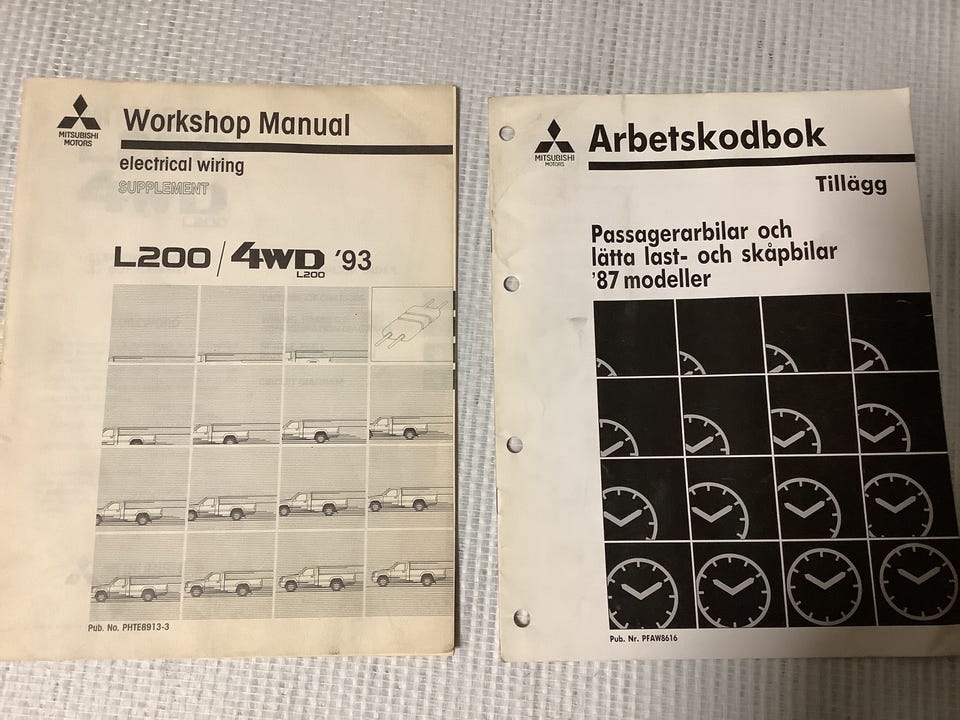 MITSUBISHI
MOTORS
Workshop Manual
electrical wiring
SUPPLEMENT
L200 / 4WD '93
L200
Pub. No. PHTE8913-3
MITSUBISHI
MOTORS
Arbetskodbok
Tillägg
Passagerarbilar och
lätta last- och skåpbilar
'87 modeller
Pub. Nr. PFAW8616